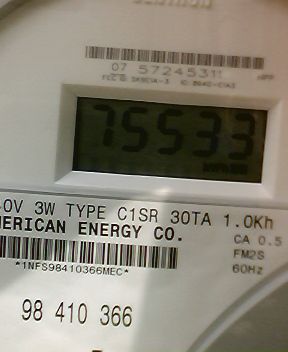 07 57245311
75533
0V 3W TYPE C1SR 30TA 1.0Kh
MERICAN ENERGY CO.
CA 0.5
FM2S
60Hz
*1NFS98410366MEC*
98 410 366